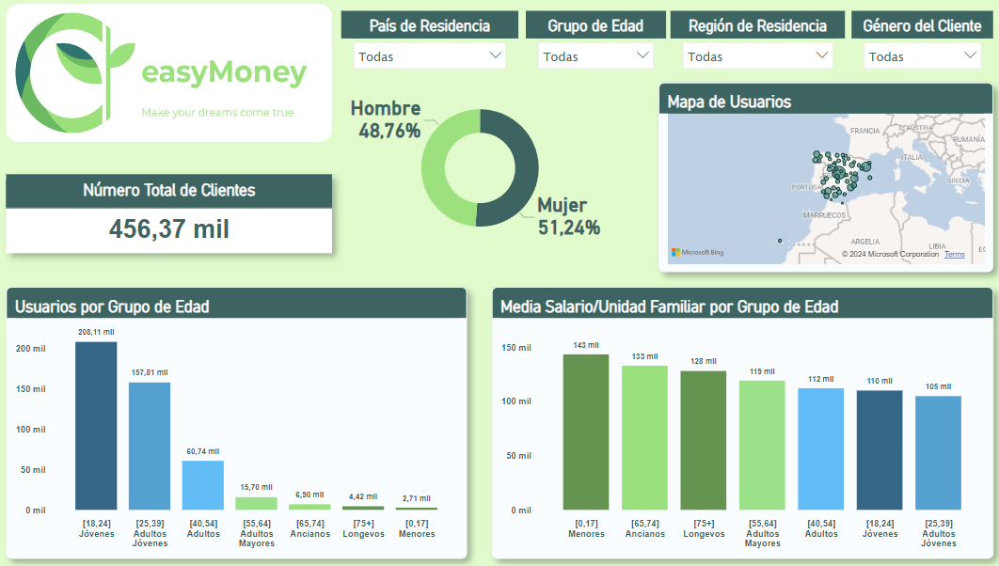 easyMoney
Make your dreams come true
País de Residencia
Todas
Grupo de Edad
Todas
Región de Residencia
Todas
Género del Cliente
Todas
Número Total de Clientes
456,37 mil
Hombre
48,76%
Mujer
51,24%
Mapa de Usuarios
FRANCIA
AUSTRIA
RUMANÍA
ITALIA
GRECIA
PORTUGAL
MARRUECOS
ARGELIA
LIBIA
Microsoft Bing
© 2024 Microsoft Corporation Terms
Usuarios por Grupo de Edad
200 mil
150 mil
100 mil
50 mil
0 mil
208,11 mil
157,81 mil
60,74 mil
15,70 mil
6,90 mil
4,42 mil
2,71 mil
[18,24] Jóvenes
[25,39] Adultos Jóvenes
[40,54] Adultos
[55,64] Adultos Mayores
[65,74] Ancianos
[75+] Longevos
[0,17] Menores
Media Salario/Unidad Familiar por Grupo de Edad
150 mil
100 mil
50 mil
0 mil
143 mil
133 mil
128 mil
119 mil
112 mil
110 mil
105 mil
[0,17] Menores
[65,74] Ancianos
[75+] Longevos
[55,64] Adultos Mayores
[40,54] Adultos
[18,24] Jóvenes
[25,39] Adultos Jóvenes